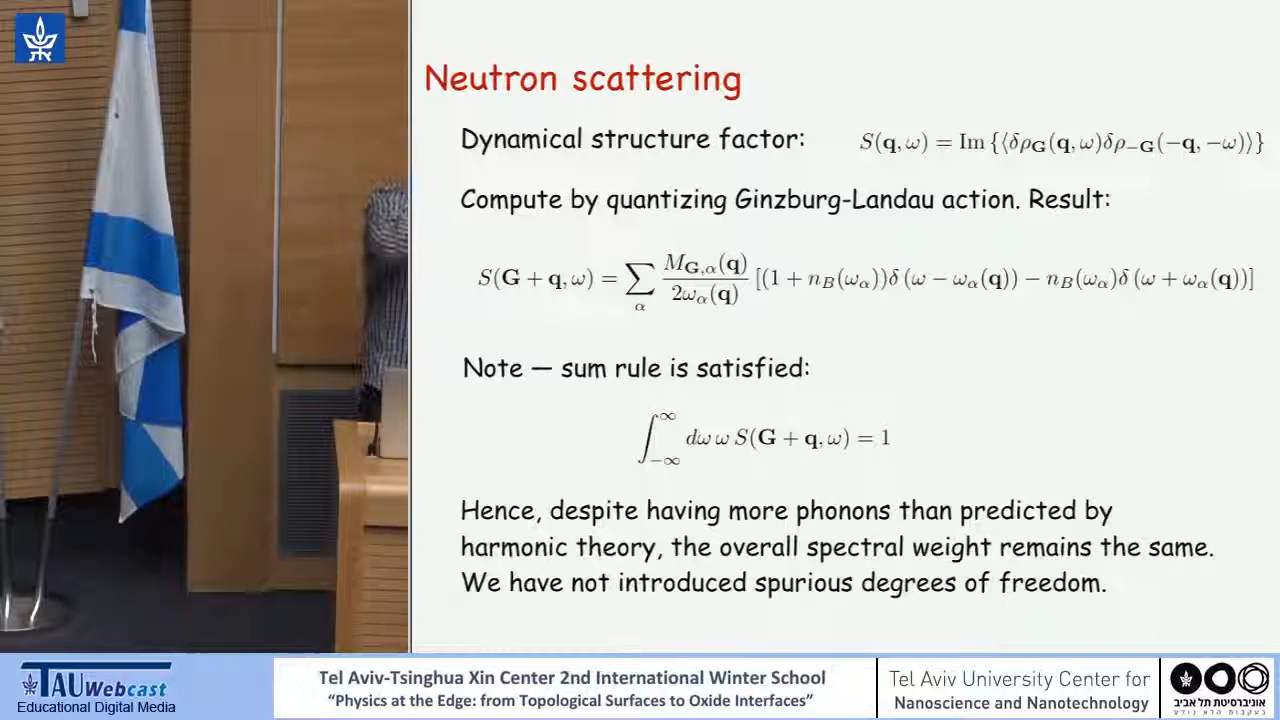 Neutron scattering
Dynamical structure factor: S(q, ω) = Im {⟨δρ_G(q, ω)δρ_{−G}(−q, −ω)⟩}
Compute by quantizing Ginzburg-Landau action. Result:
S(G + q, ω) = ∑_α M_{G,α}(q) / 2ω_α(q) [(1 + n_B(ω_α))δ (ω − ω_α(q)) − n_B(ω_α)δ (ω + ω_α(q))]
Note — sum rule is satisfied:
∫_{−∞}^{∞} dω ω S(G + q, ω) = 1
Hence, despite having more phonons than predicted by
harmonic theory, the overall spectral weight remains the same.
We have not introduced spurious degrees of freedom.
TAUWebcast
Educational Digital Media
Tel Aviv-Tsinghua Xin Center 2nd International Winter School
“Physics at the Edge: from Topological Surfaces to Oxide Interfaces”
Tel Aviv University Center for
Nanoscience and Nanotechnology
אוניברסיטת תל אביב